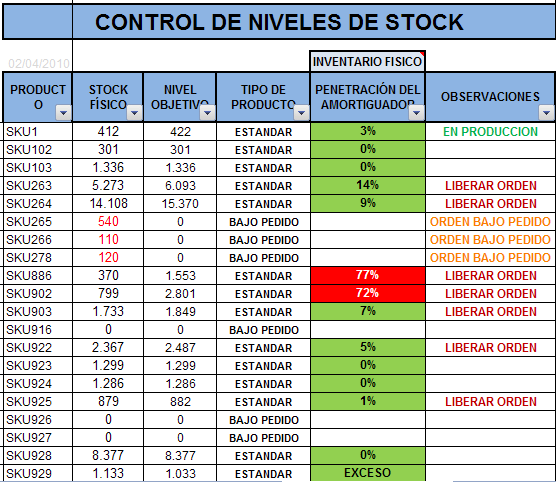 CONTROL DE NIVELES DE STOCK
02/04/2010 INVENTARIO FISICO
PRODUCT STOCK NIVEL TIPO DE PENETRACIÓN DEL OBSERVACIONES
O FÍSICO OBJETIVO PRODUCTO AMORTIGUADOR
SKU1 412 422 ESTANDAR 3% EN PRODUCCION
SKU102 301 301 ESTANDAR 0%
SKU103 1.336 1.336 ESTANDAR 0%
SKU263 5.273 6.093 ESTANDAR 14% LIBERAR ORDEN
SKU264 14.108 15.370 ESTANDAR 9% LIBERAR ORDEN
SKU265 540 0 BAJO PEDIDO ORDEN BAJO PEDIDO
SKU266 110 0 BAJO PEDIDO ORDEN BAJO PEDIDO
SKU278 120 0 BAJO PEDIDO ORDEN BAJO PEDIDO
SKU886 370 1.553 ESTANDAR 77% LIBERAR ORDEN
SKU902 799 2.801 ESTANDAR 72% LIBERAR ORDEN
SKU903 1.733 1.849 ESTANDAR 7% LIBERAR ORDEN
SKU916 0 0 BAJO PEDIDO
SKU922 2.367 2.487 ESTANDAR 5% LIBERAR ORDEN
SKU923 1.299 1.299 ESTANDAR 0%
SKU924 1.286 1.286 ESTANDAR 0%
SKU925 879 882 ESTANDAR 1% LIBERAR ORDEN
SKU926 0 0 BAJO PEDIDO
SKU927 0 0 BAJO PEDIDO
SKU928 8.377 8.377 ESTANDAR 0%
SKU929 1.133 1.033 ESTANDAR EXCESO